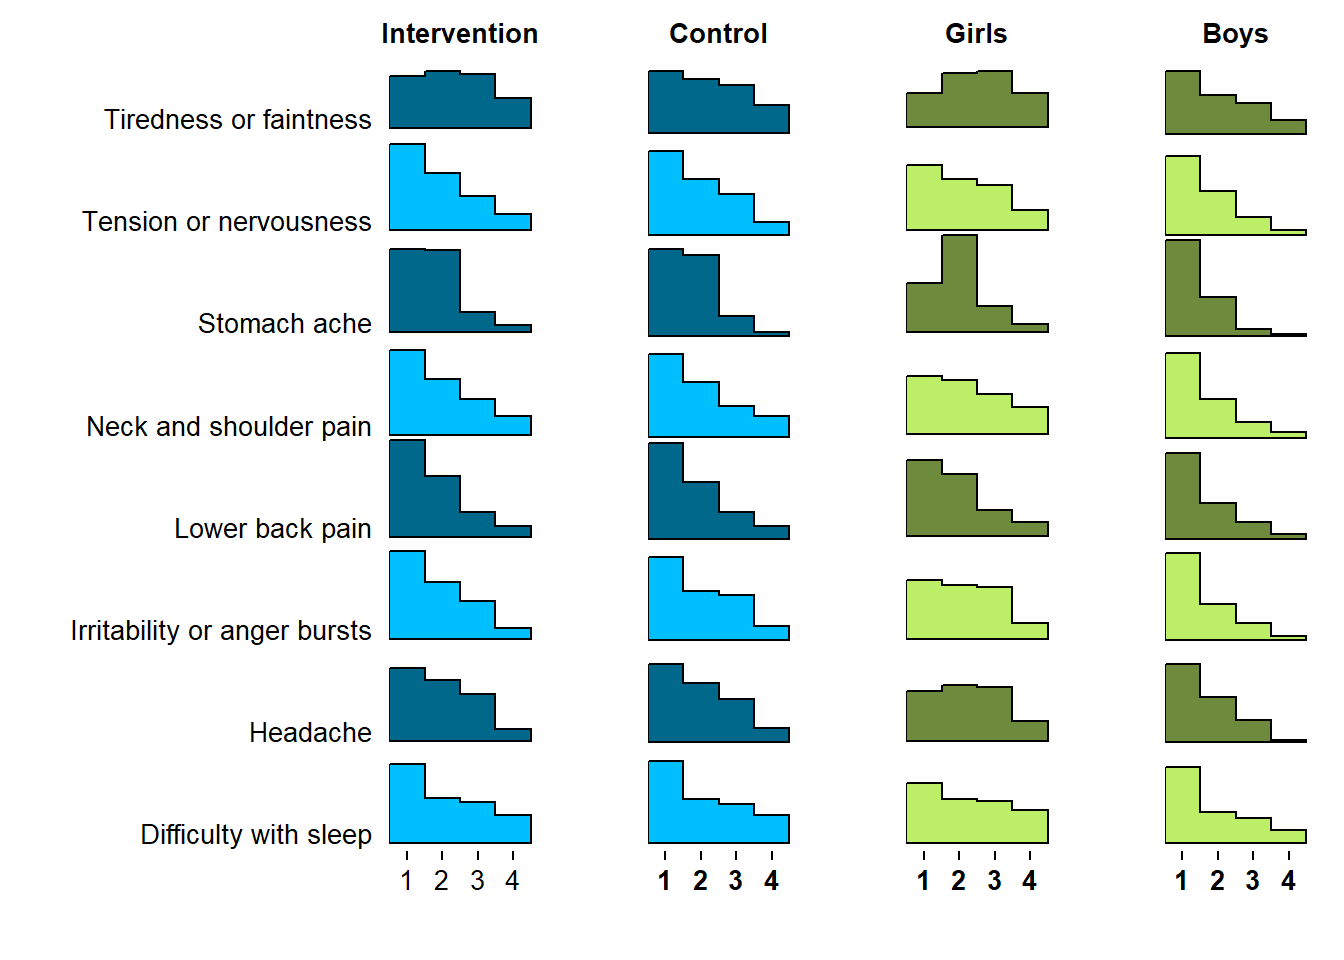 Intervention Control Girls Boys
Tiredness or faintness
Tension or nervousness
Stomach ache
Neck and shoulder pain
Lower back pain
Irritability or anger bursts
Headache
Difficulty with sleep
1 2 3 4 1 2 3 4 1 2 3 4 1 2 3 4